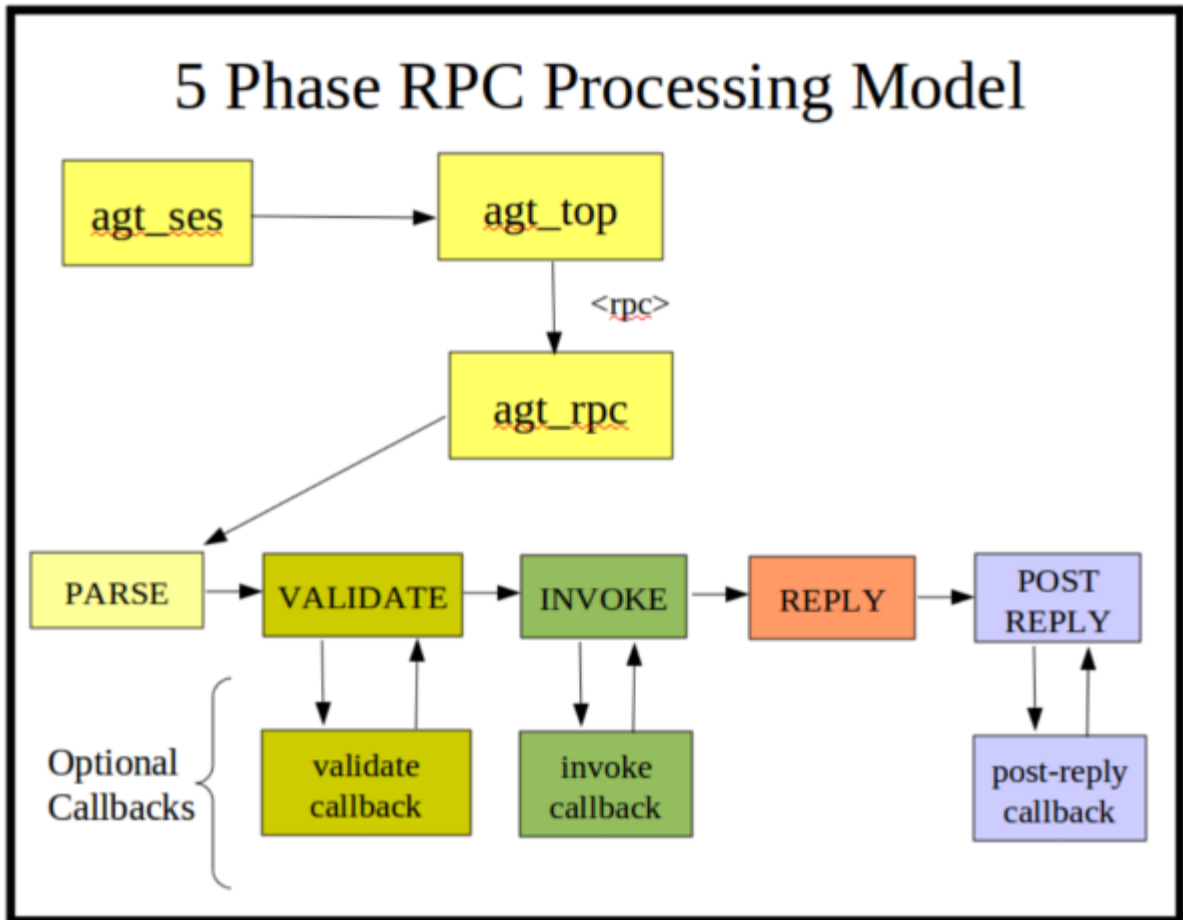 5 Phase RPC Processing Model
agt_ses
agt_top
<rpc>
agt_rpc
PARSE
VALIDATE
INVOKE
REPLY
POST
REPLY
Optional
Callbacks
validate
callback
invoke
callback
post-reply
callback